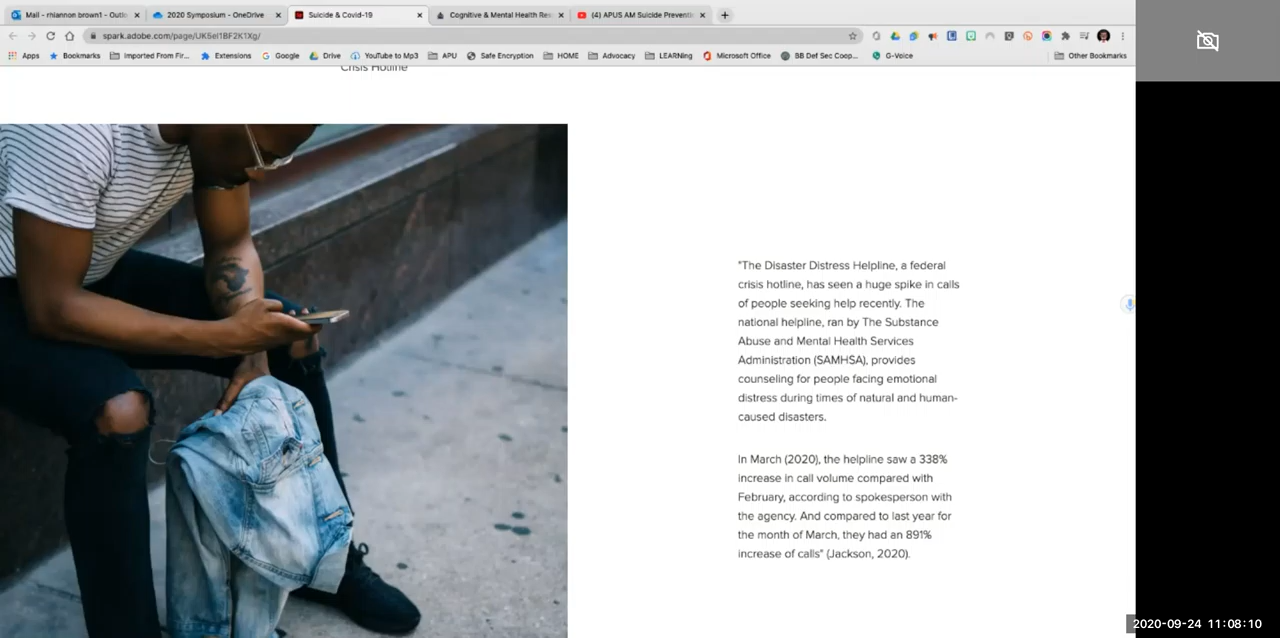 Mail - rhiannon brown1 - Outlo
2020 Symposium - OneDrive
Suicide & Covid-19
Cognitive & Mental Health Res
(4) APUS AM Suicide Preventi
spark.adobe.com/page/UK5eI1BF2K1Xg/
Apps
Bookmarks
Imported From Fir...
Extensions
Google
Drive
YouTube to Mp3
APU
Safe Encryption
HOME
Advocacy
LEARNing
Microsoft Office
BB Def Sec Coop...
G-Voice
Other Bookmarks
Crisis Hotline
"The Disaster Distress Helpline, a federal
crisis hotline, has seen a huge spike in calls
of people seeking help recently. The
national helpline, ran by The Substance
Abuse and Mental Health Services
Administration (SAMHSA), provides
counseling for people facing emotional
distress during times of natural and human-
caused disasters.
In March (2020), the helpline saw a 338%
increase in call volume compared with
February, according to spokesperson with
the agency. And compared to last year for
the month of March, they had an 891%
increase of calls" (Jackson, 2020).
2020-09-24 11:08:10